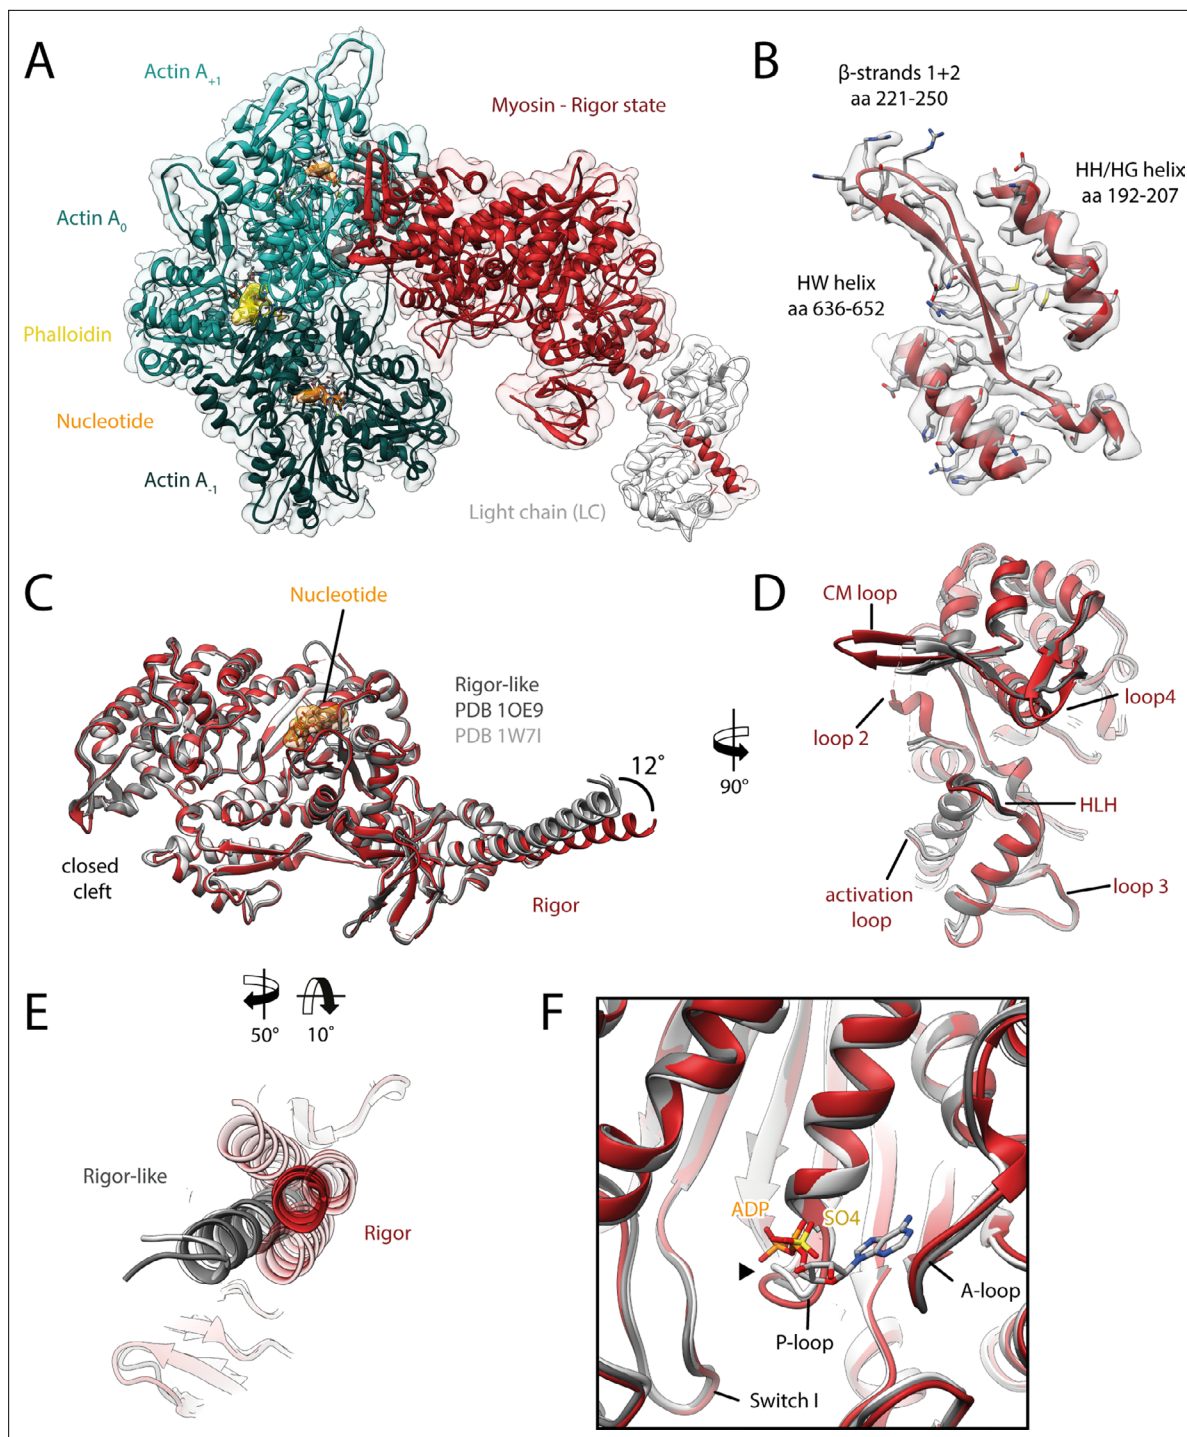 A
Actin A+1
Myosin - Rigor state
Actin A0
Phalloidin
Nucleotide
Actin A-1
Light chain (LC)
B
β-strands 1+2
aa 221-250
HH/HG helix
aa 192-207
HW helix
aa 636-652
C
Nucleotide
Rigor-like
PDB 1OE9
PDB 1W7I
12°
closed
cleft
Rigor
90°
D
CM loop
loop4
loop 2
HLH
activation
loop
loop 3
E
50°
10°
Rigor-like
Rigor
F
ADP
SO4
A-loop
P-loop
Switch I